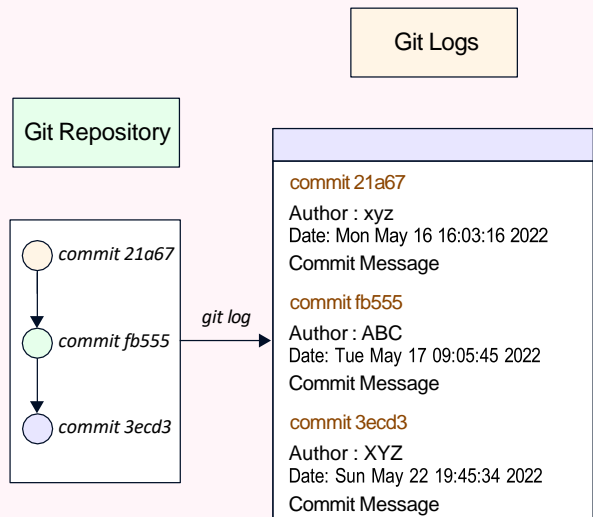 Git Logs
Git Repository
commit 21a67
commit fb555
commit 3ecd3
git log
commit 21a67
Author : xyz
Date: Mon May 16 16:03:16 2022
Commit Message
commit fb555
Author : ABC
Date: Tue May 17 09:05:45 2022
Commit Message
commit 3ecd3
Author : XYZ
Date: Sun May 22 19:45:34 2022
Commit Message